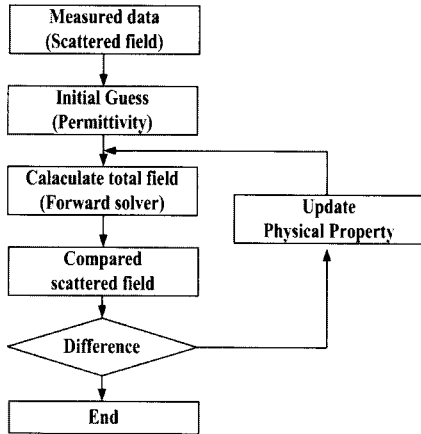 Measured data
(Scattered field)
Initial Guess
(Permittivity)
Calaculate total field
(Forward solver)
Update
Physical Property
Compared
scattered field
Difference
End